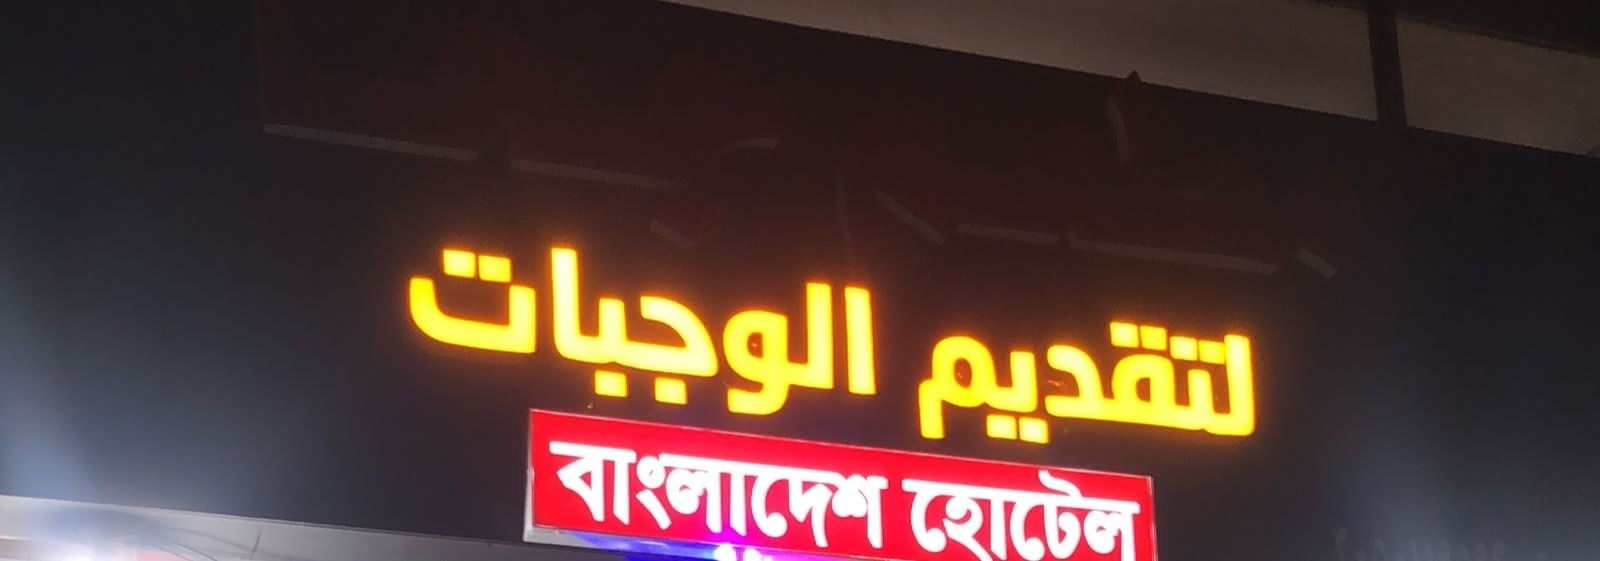 لتقديم الوجبات
বাংলাদেশ হোটেল